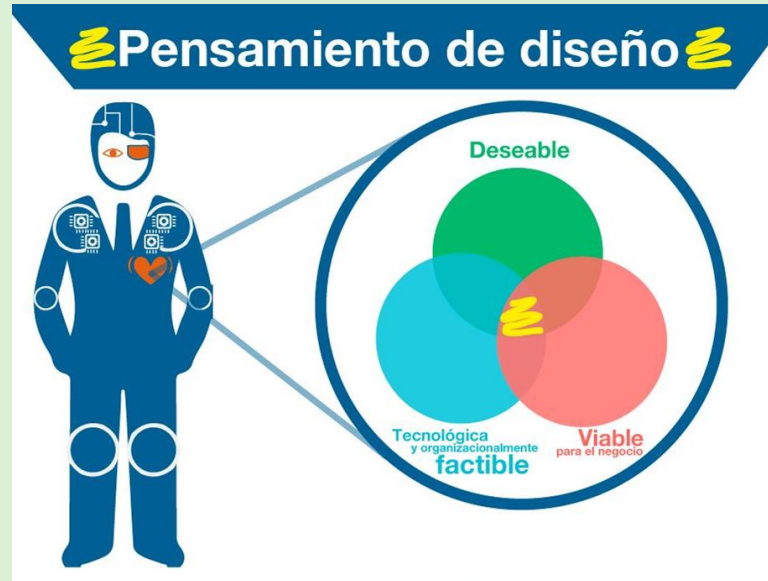 Pensamiento de diseño
Deseable
Tecnológica
y organizacionalmente
factible
Viable
para el negocio